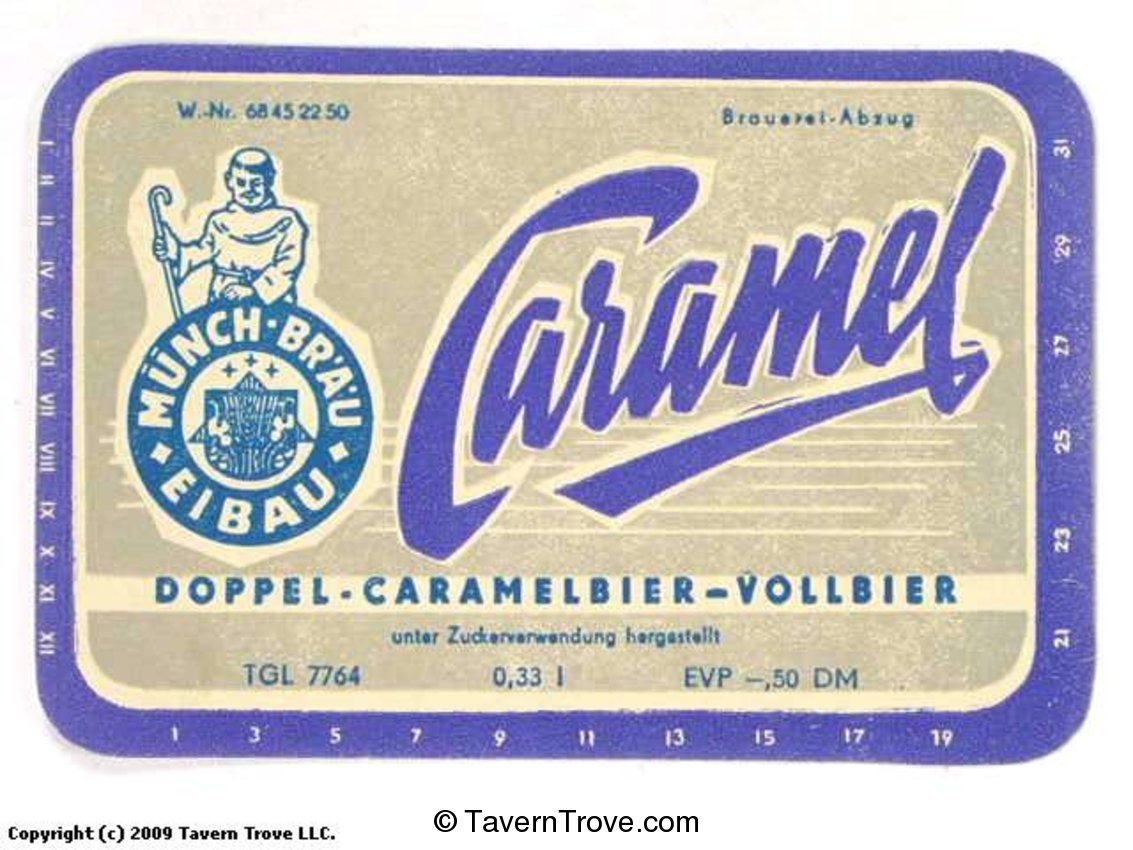 W.-Nr. 68 45 22 50
Brauerei-Abzug
Caramel
MÜNCH·BRÄU
EIBAU
DOPPEL-CARAMELBIER–VOLLBIER
unter Zuckerverwendung hergestellt
TGL 7764 0,33 l EVP –,50 DM
I II III IV V VI VII VIII IX X XI XII
1 3 5 7 9 11 13 15 17 19
21 23 25 27 29 31
© TavernTrove.com
Copyright (c) 2009 Tavern Trove LLC.